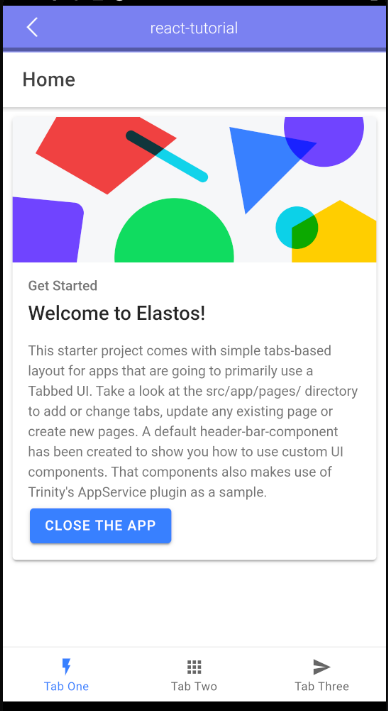 react-tutorial
Home
Get Started
Welcome to Elastos!
This starter project comes with simple tabs-based
layout for apps that are going to primarily use a
Tabbed UI. Take a look at the src/app/pages/ directory
to add or change tabs, update any existing page or
create new pages. A default header-bar-component
has been created to show you how to use custom UI
components. That components also makes use of
Trinity's AppService plugin as a sample.
CLOSE THE APP
Tab One
Tab Two
Tab Three